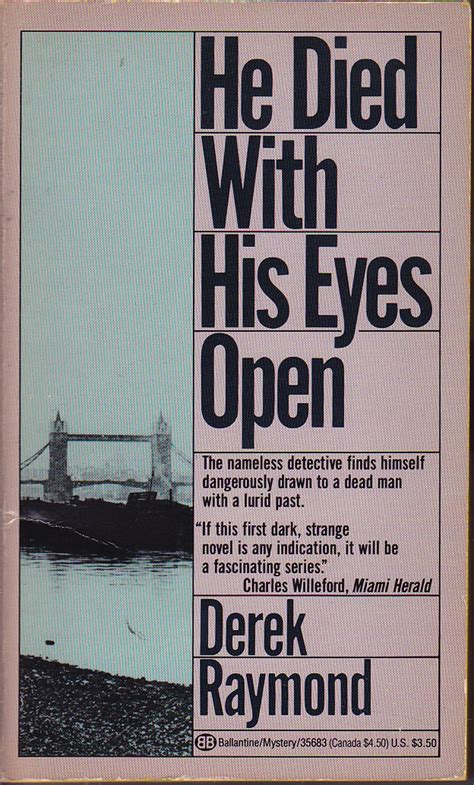 He Died
With
His Eyes
Open
The nameless detective finds himself
dangerously drawn to a dead man
with a lurid past.
“If this first dark, strange
novel is any indication, it will be
a fascinating series.”
Charles Willeford, Miami Herald
Derek
Raymond
BB Ballantine/Mystery/35683 (Canada $4.50) U.S. $3.50